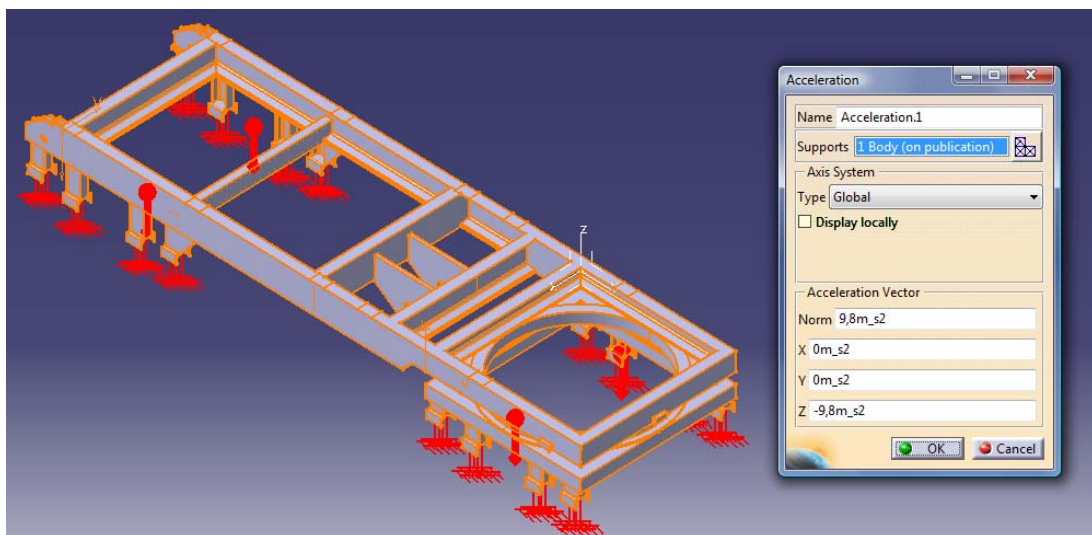 Acceleration
Name Acceleration.1
Supports 1 Body (on publication)
Axis System
Type Global
Display locally
Acceleration Vector
Norm 9,8m_s2
X 0m_s2
Y 0m_s2
Z -9,8m_s2
OK Cancel
z